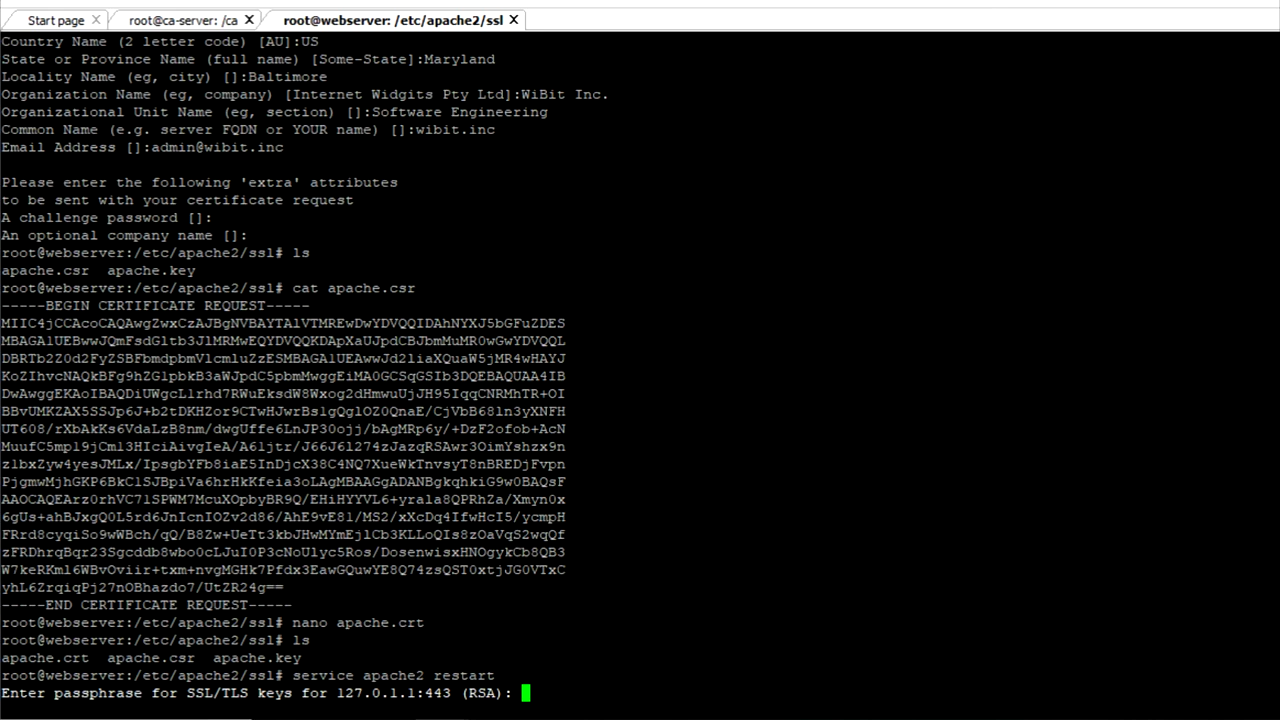 Start page
root@ca-server: /ca
root@webserver: /etc/apache2/ssl
Country Name (2 letter code) [AU]:US
State or Province Name (full name) [Some-State]:Maryland
Locality Name (eg, city) []:Baltimore
Organization Name (eg, company) [Internet Widgits Pty Ltd]:WiBit Inc.
Organizational Unit Name (eg, section) []:Software Engineering
Common Name (e.g. server FQDN or YOUR name) []:wibit.inc
Email Address []:admin@wibit.inc
Please enter the following 'extra' attributes
to be sent with your certificate request
A challenge password []:
An optional company name []:
root@webserver:/etc/apache2/ssl# ls
apache.csr  apache.key
root@webserver:/etc/apache2/ssl# cat apache.csr
-----BEGIN CERTIFICATE REQUEST-----
MIIC4jCCAcoCAQAwgZwxCzAJBgNVBAYTAlVTMREwDwYDVQQIDAhNYXJ5bGFuZDES
MBAGA1UEBwwJQmFsdGltb3JlMRMwEQYDVQQKDApXaUJpdCBJbmMuMR0wGwYDVQQL
DBRTb2Z0d2FyZSBFbmdpbmVlcmluZzESMBAGA1UEAwwJd2liaXQuaW5jMR4wHAYJ
KoZIhvcNAQkBFg9hZG1pbkB3aWJpdC5pbmMwggEiMA0GCSqGSIb3DQEBAQUAA4IB
DwAwggEKAoIBAQDiUWgcL1rhd7RWuEksdW8Wxog2dHmwuUjJH95IqqCNRMhTR+OI
BBvUMKZAX5SSJp6J+b2tDKHZor9CTwHJwrBs1gQglOZ0QnaE/CjVbB68ln3yXNFH
UT608/rXbAkKs6VdaLzB8nm/dwgUffe6LnJP30ojj/bAgMRp6y/+DzF2ofob+AcN
MuufC5mp19jCm13HIciAivgIeA/A61jtr/J66J61274zJazqRSAwr3OimYshzx9n
z1bxZyw4yesJMLx/IpsgbYFb8iaE5InDjcX38C4NQ7XueWkTnvsyT8nBREDjFvpn
PjgmwMjhGKP6BkC1SJBpiVa6hrHkKfeia3oLAgMBAAGgADANBgkqhkiG9w0BAQsF
AAOCAQEArz0rhVC71SPWM7McuXOpbyBR9Q/EHiHYYVL6+yra1a8QPRhZa/Xmyn0x
6gUs+ahBJxgQ0L5rd6JnIcnIOZv2d86/AhE9vE81/MS2/xXcDq4IfwHcI5/ycmpH
FRrd8cyqiSo9wWBch/qQ/B8Zw+UeTt3kbJHwMYmEjlCb3KLLoQIs8zOaVqS2wqQf
zFRDhrqBqr23Sgcddb8wbo0cLJuI0P3cNoUlyc5Ros/DosenwisxHNOgykCb8QB3
W7keRKml6WBvOviir+txm+nvgMGHk7Pfdx3EawGQuwYE8Q74zsQST0xtjJG0VTxC
yhL6ZrqiqPj27nOBhazdo7/UtZR24g==
-----END CERTIFICATE REQUEST-----
root@webserver:/etc/apache2/ssl# nano apache.crt
root@webserver:/etc/apache2/ssl# ls
apache.crt  apache.csr  apache.key
root@webserver:/etc/apache2/ssl# service apache2 restart
Enter passphrase for SSL/TLS keys for 127.0.1.1:443 (RSA):